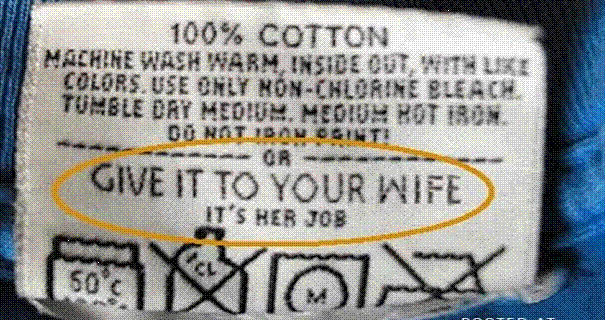 100% COTTON
MACHINE WASH WARM, INSIDE OUT, WITH LIKE
COLORS. USE ONLY NON-CHLORINE BLEACH.
TUMBLE DRY MEDIUM. MEDIUM HOT IRON.
DO NOT IRON PRINT!
OR
GIVE IT TO YOUR WIFE
IT'S HER JOB
60°C
CL
M